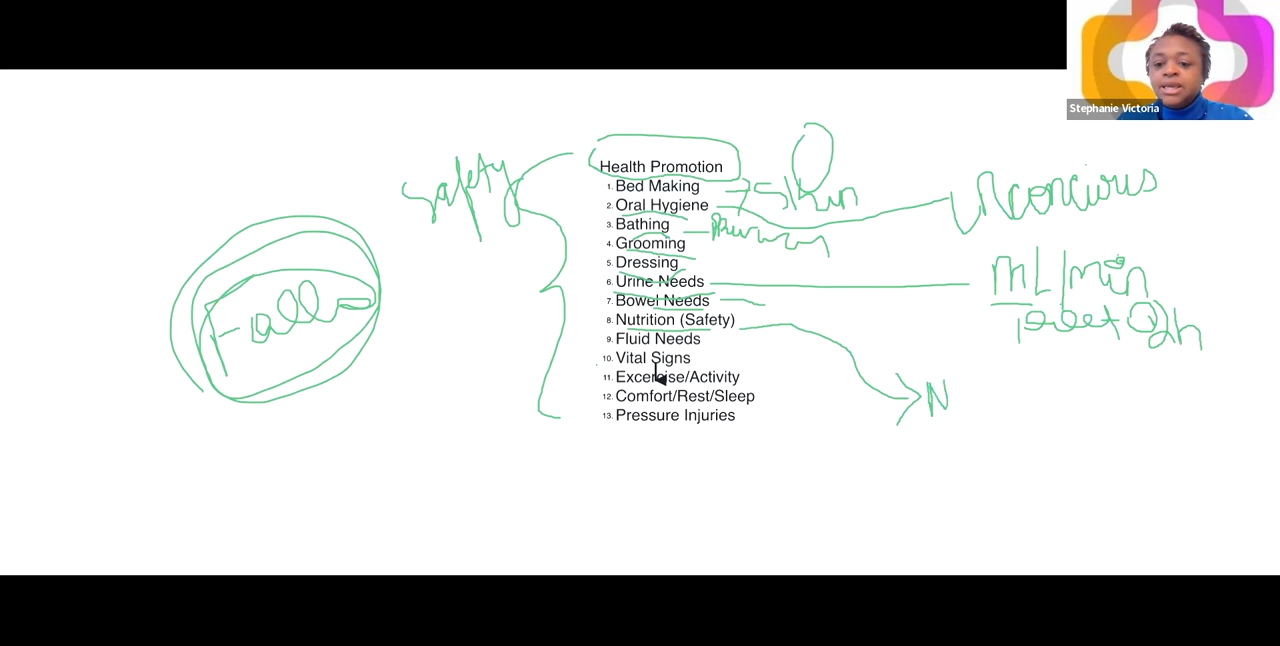 Stephanie Victoria
Safety
Health Promotion
1. Bed Making
Skin
2. Oral Hygiene
3. Bathing
4. Grooming
5. Dressing
6. Urine Needs
mL/min
7. Bowel Needs
8. Nutrition (Safety)
9. Fluid Needs
10. Vital Signs
11. Excercise/Activity
12. Comfort/Rest/Sleep
N
13. Pressure Injuries
Falls